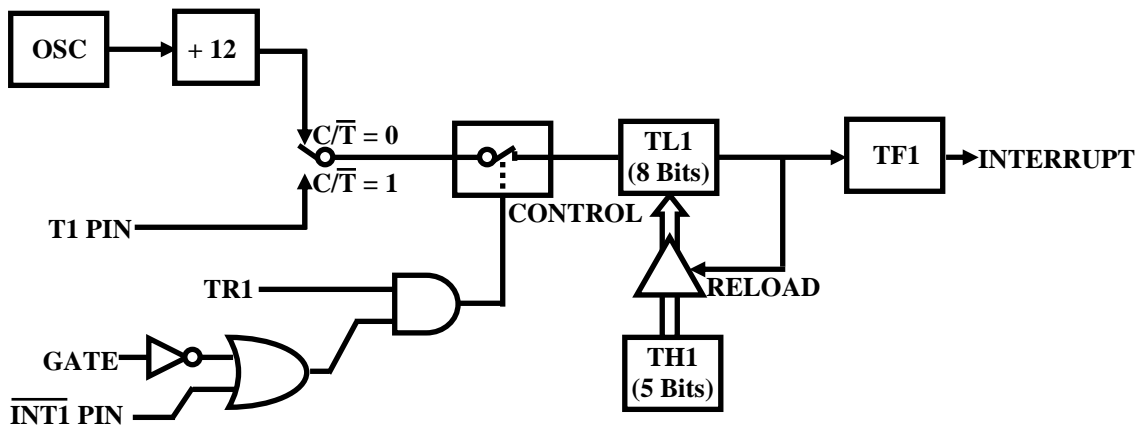 OSC
+ 12
C/T̅ = 0
C/T̅ = 1
T1 PIN
CONTROL
TL1
(8 Bits)
TF1
INTERRUPT
RELOAD
TR1
GATE
I̅N̅T̅1̅ PIN
TH1
(5 Bits)